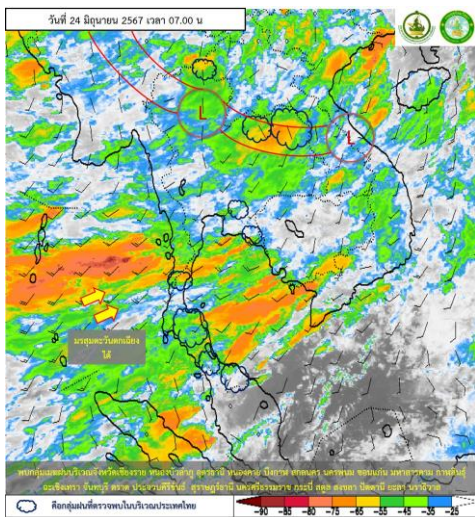 วันที่ 24 มิถุนายน 2567 เวลา 07.00 น
L
L
มรสุมตะวันตกเฉียง
ใต้
พบกลุ่มเมฆฝนบริเวณจังหวัดเชียงราย หนองบัวลำภู อุดรธานี หนองคาย บึงกาฬ สกลนคร นครพนม ขอนแก่น มหาสารคาม กาฬสินธุ์
ฉะเชิงเทรา จันทบุรี ตราด ประจวบคีรีขันธ์ สุราษฎร์ธานี นครศรีธรรมราช กระบี่ สตูล สงขลา ปัตตานี ยะลา นราธิวาส
คือกลุ่มฝนที่ตรวจพบในบริเวณประเทศไทย
-90 -85 -80 -75 -65 -55 -45 -35 -25